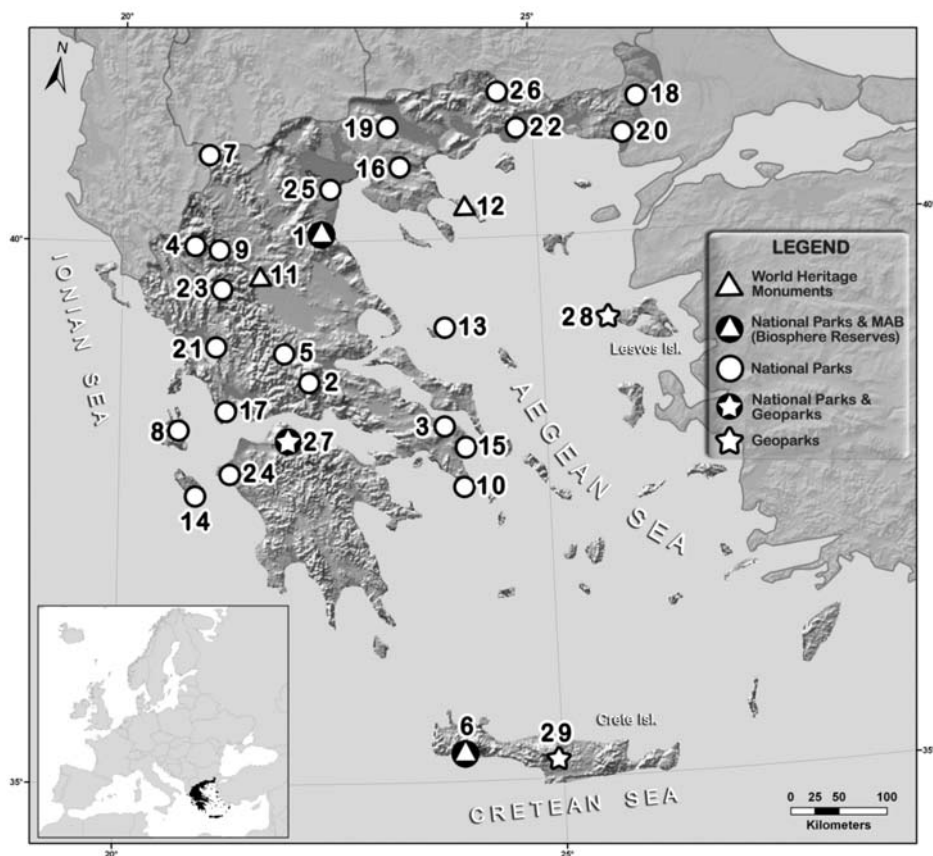 20°
25°
N
26
18
19
22
20
7
16
25
12
40°
1
40°
4
9
11
23
28
13
Lesvos Isl.
21
5
2
17
3
8
27
15
24
10
14
IONIAN SEA
AEGEAN SEA
LEGEND
World Heritage
Monuments
National Parks & MAB
(Biosphere Reserves)
National Parks
National Parks &
Geoparks
Geoparks
6
29
Crete Isl.
35°
35°
CRETEAN SEA
0 25 50 100
Kilometers
20°
25°